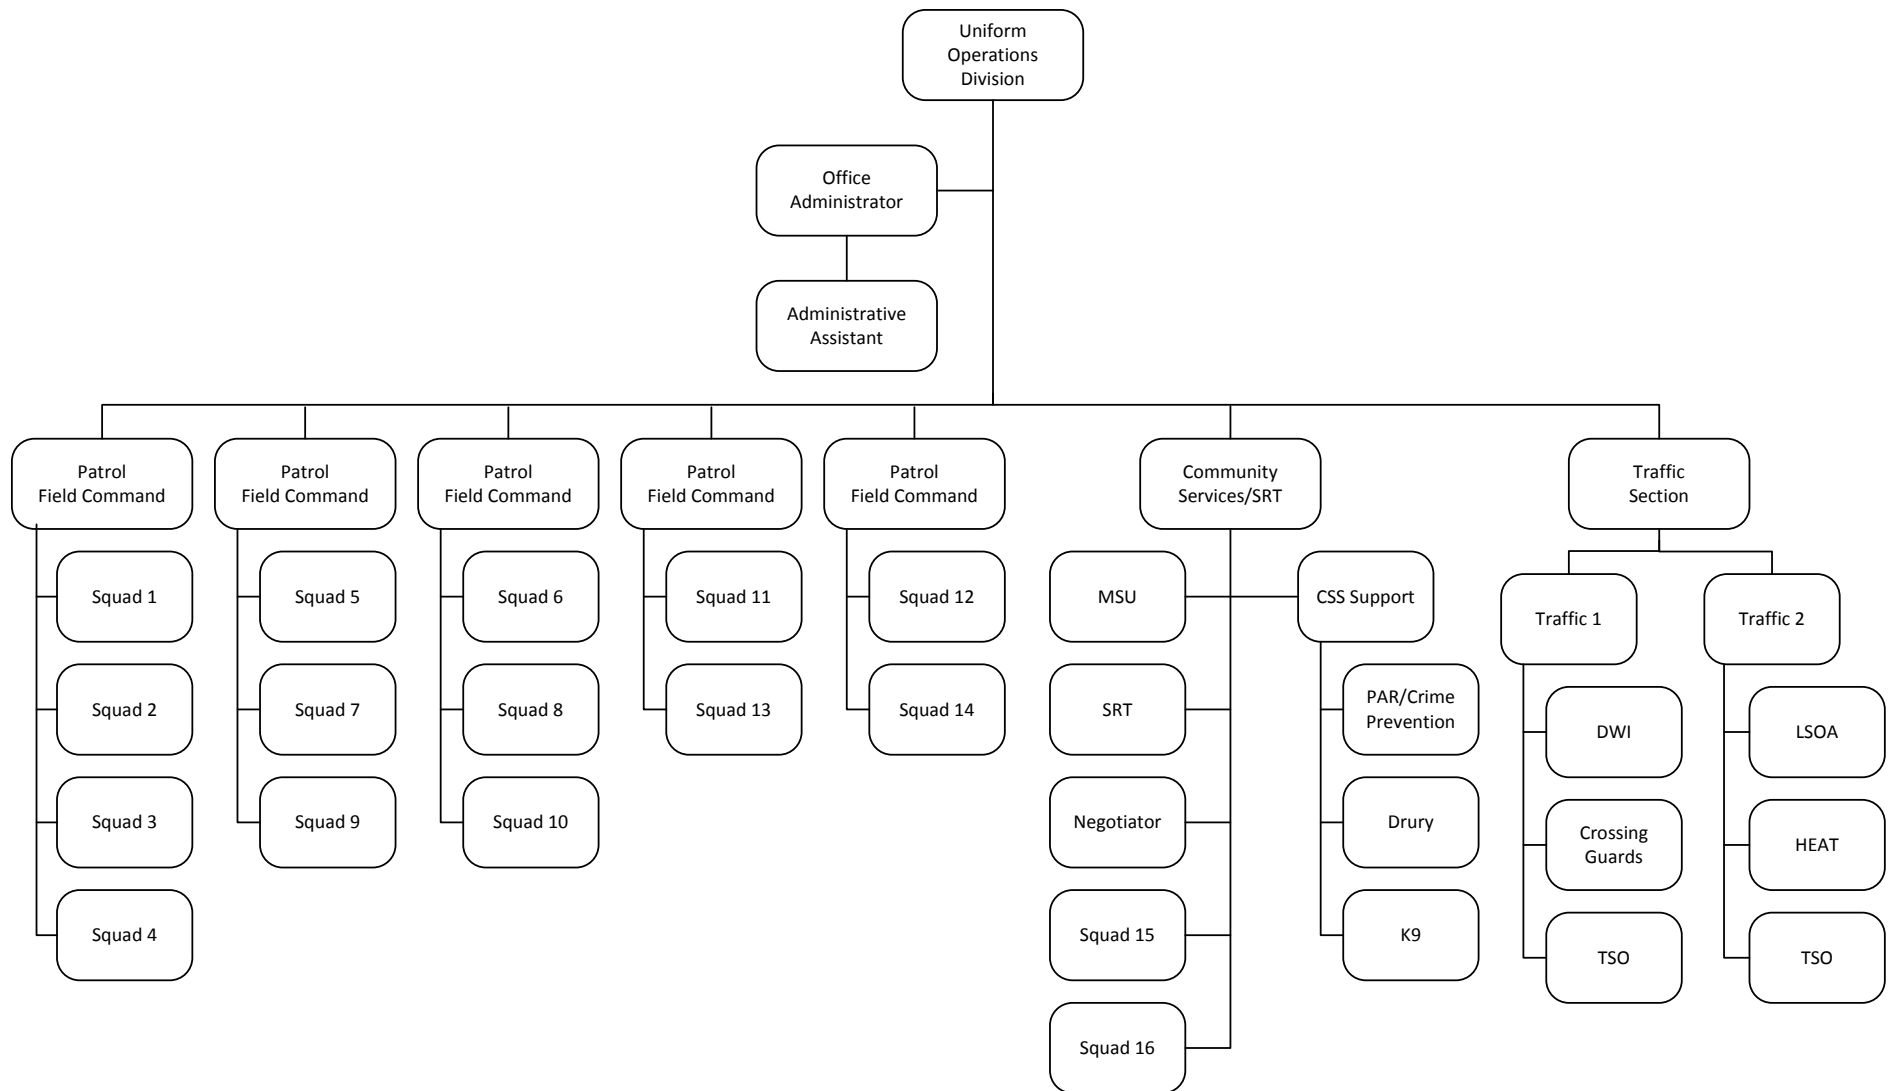 Uniform
Operations
Division
Office
Administrator
Administrative
Assistant
Patrol
Field Command
Patrol
Field Command
Patrol
Field Command
Patrol
Field Command
Patrol
Field Command
Community
Services/SRT
Traffic
Section
Squad 1
Squad 2
Squad 3
Squad 4
Squad 5
Squad 7
Squad 9
Squad 6
Squad 8
Squad 10
Squad 11
Squad 13
Squad 12
Squad 14
MSU
SRT
Negotiator
Squad 15
Squad 16
CSS Support
PAR/Crime
Prevention
Drury
K9
Traffic 1
DWI
Crossing
Guards
TSO
Traffic 2
LSOA
HEAT
TSO